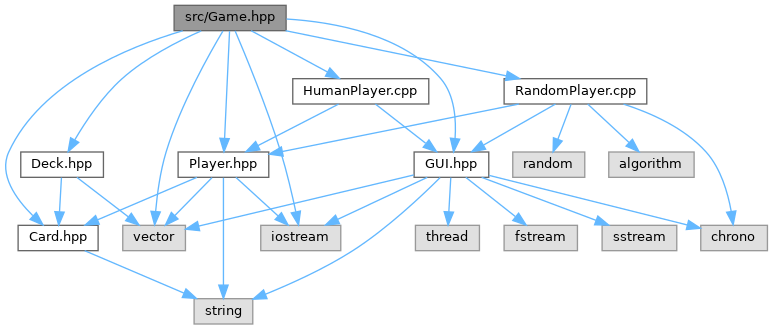 src/Game.hpp
HumanPlayer.cpp
RandomPlayer.cpp
Deck.hpp
Player.hpp
GUI.hpp
random
algorithm
Card.hpp
vector
iostream
thread
fstream
sstream
chrono
string